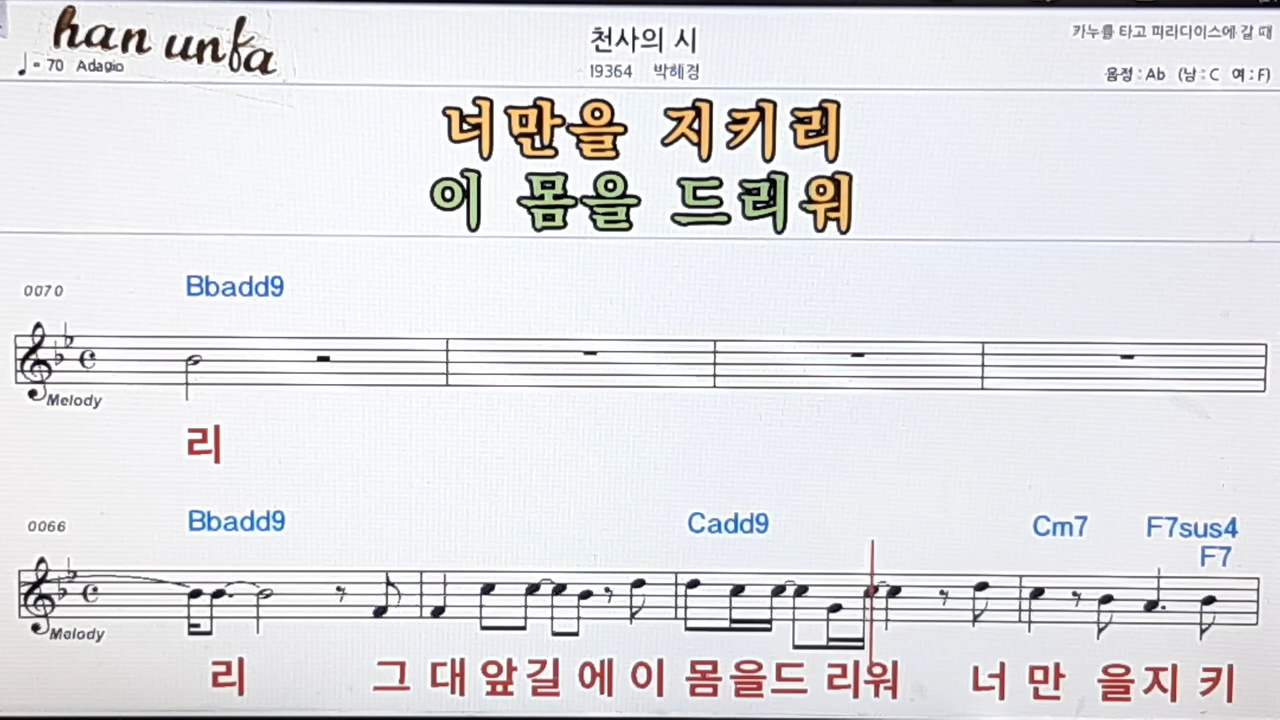 han unfa
♩= 70 Adagio
천사의 시
19364 박혜경
카누를 타고 피라디이스에 갈 때
음정 : Ab (남 : C 여 : F)
너만을 지키리
이 몸을 드리워
0070
Bbadd9
Melody
리
0066
Bbadd9 Cadd9 Cm7 F7sus4
F7
Melody
리 그 대 앞길 에 이 몸을드 리워 너 만 을지 키